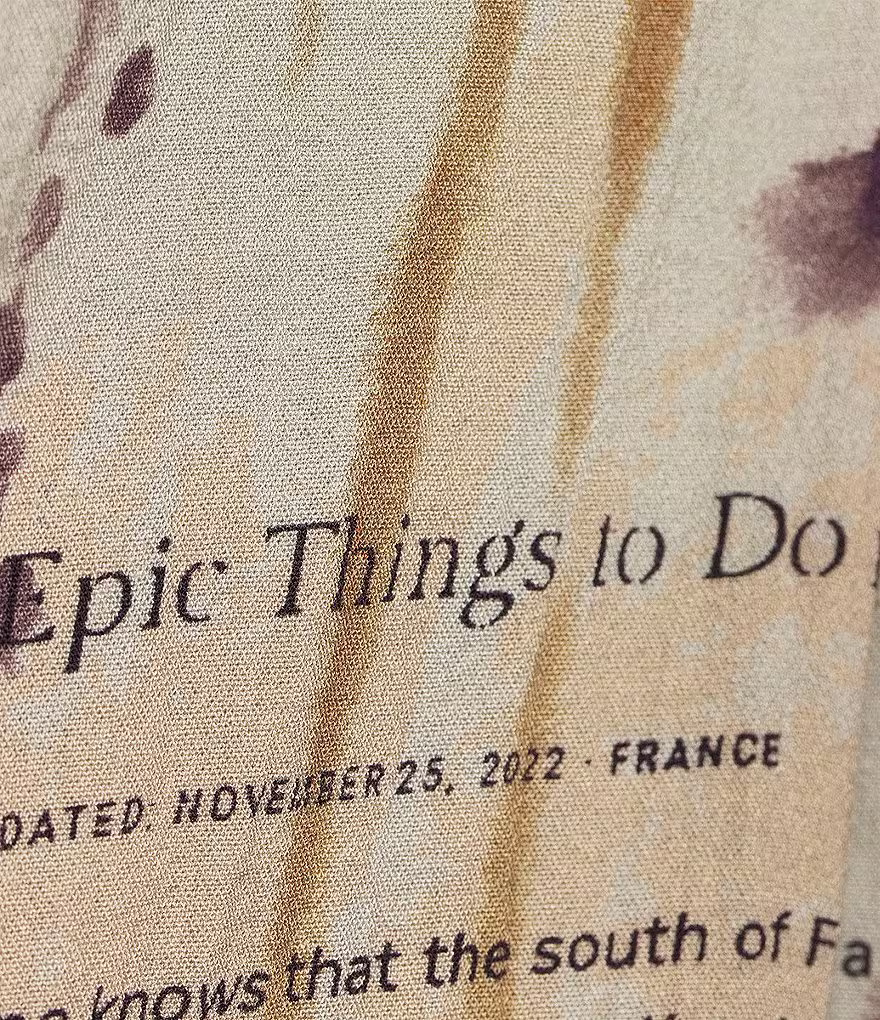 Epic Things to Do
DATED: NOVEMBER 25, 2022 · FRANCE
knows that the south of Fa